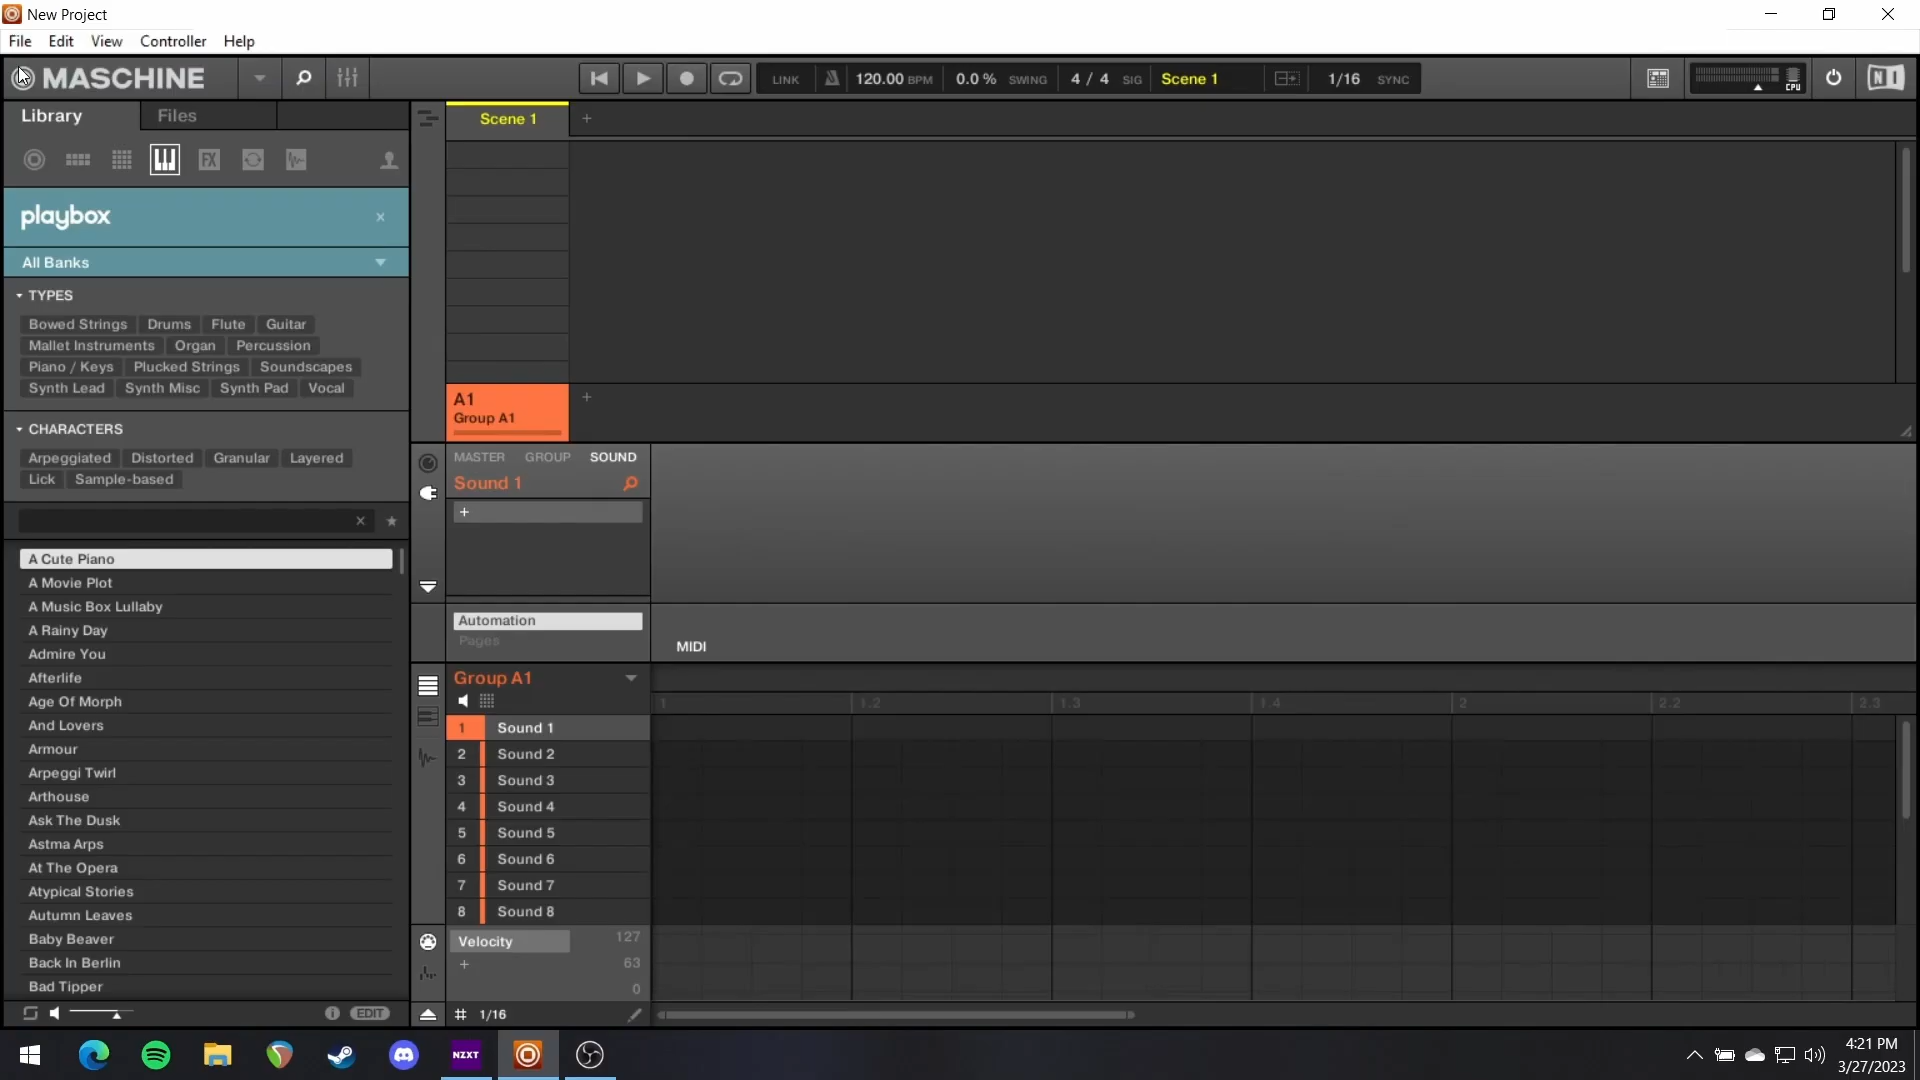 New Project
File Edit View Controller Help
MASCHINE
LINK 120.00 BPM 0.0 % SWING 4 / 4 SIG Scene 1 1/16 SYNC CPU NI
Library Files
Scene 1 +
FX
playbox ×
All Banks
TYPES
Bowed Strings Drums Flute Guitar
Mallet Instruments Organ Percussion
Piano / Keys Plucked Strings Soundscapes
Synth Lead Synth Misc Synth Pad Vocal
CHARACTERS
Arpeggiated Distorted Granular Layered
Lick Sample-based
A Cute Piano
A Movie Plot
A Music Box Lullaby
A Rainy Day
Admire You
Afterlife
Age Of Morph
And Lovers
Armour
Arpeggi Twirl
Arthouse
Ask The Dusk
Astma Arps
At The Opera
Atypical Stories
Autumn Leaves
Baby Beaver
Back In Berlin
Bad Tipper
EDIT
A1 +
Group A1
MASTER GROUP SOUND
Sound 1
+
Automation
Pages
MIDI
Group A1
1 1.2 1.3 1.4 2 2.2 2.3
1 Sound 1
2 Sound 2
3 Sound 3
4 Sound 4
5 Sound 5
6 Sound 6
7 Sound 7
8 Sound 8
Velocity 127
+ 63
0
# 1/16
NZXT
4:21 PM
3/27/2023